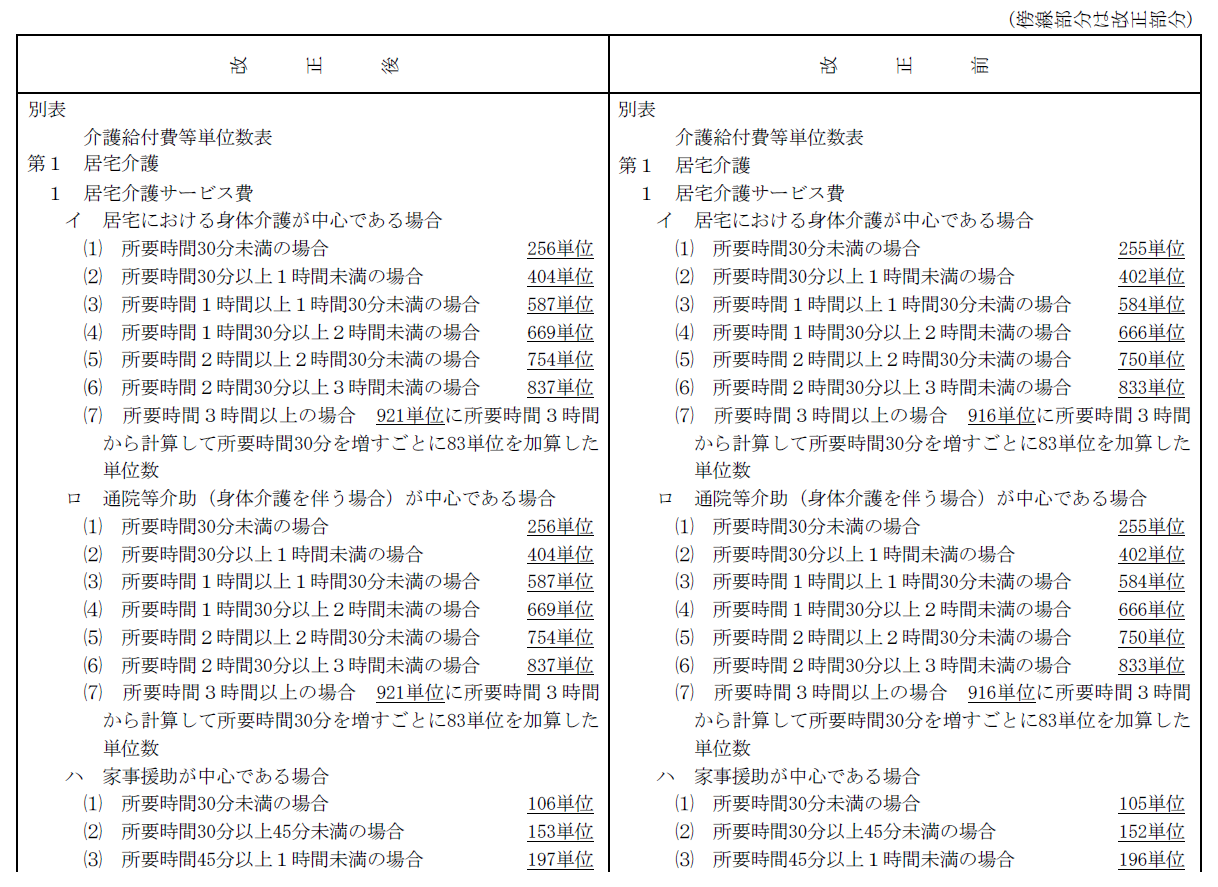 （傍線部分は改正部分）
改　正　後
別表
介護給付費等単位数表
第１　居宅介護
１　居宅介護サービス費
イ　居宅における身体介護が中心である場合
⑴　所要時間30分未満の場合　256単位
⑵　所要時間30分以上１時間未満の場合　404単位
⑶　所要時間１時間以上１時間30分未満の場合　587単位
⑷　所要時間１時間30分以上２時間未満の場合　669単位
⑸　所要時間２時間以上２時間30分未満の場合　754単位
⑹　所要時間２時間30分以上３時間未満の場合　837単位
⑺　所要時間３時間以上の場合　921単位に所要時間３時間
から計算して所要時間30分を増すごとに83単位を加算した
単位数
ロ　通院等介助（身体介護を伴う場合）が中心である場合
⑴　所要時間30分未満の場合　256単位
⑵　所要時間30分以上１時間未満の場合　404単位
⑶　所要時間１時間以上１時間30分未満の場合　587単位
⑷　所要時間１時間30分以上２時間未満の場合　669単位
⑸　所要時間２時間以上２時間30分未満の場合　754単位
⑹　所要時間２時間30分以上３時間未満の場合　837単位
⑺　所要時間３時間以上の場合　921単位に所要時間３時間
から計算して所要時間30分を増すごとに83単位を加算した
単位数
ハ　家事援助が中心である場合
⑴　所要時間30分未満の場合　106単位
⑵　所要時間30分以上45分未満の場合　153単位
⑶　所要時間45分以上１時間未満の場合　197単位
改　正　前
別表
介護給付費等単位数表
第１　居宅介護
１　居宅介護サービス費
イ　居宅における身体介護が中心である場合
⑴　所要時間30分未満の場合　255単位
⑵　所要時間30分以上１時間未満の場合　402単位
⑶　所要時間１時間以上１時間30分未満の場合　584単位
⑷　所要時間１時間30分以上２時間未満の場合　666単位
⑸　所要時間２時間以上２時間30分未満の場合　750単位
⑹　所要時間２時間30分以上３時間未満の場合　833単位
⑺　所要時間３時間以上の場合　916単位に所要時間３時間
から計算して所要時間30分を増すごとに83単位を加算した
単位数
ロ　通院等介助（身体介護を伴う場合）が中心である場合
⑴　所要時間30分未満の場合　255単位
⑵　所要時間30分以上１時間未満の場合　402単位
⑶　所要時間１時間以上１時間30分未満の場合　584単位
⑷　所要時間１時間30分以上２時間未満の場合　666単位
⑸　所要時間２時間以上２時間30分未満の場合　750単位
⑹　所要時間２時間30分以上３時間未満の場合　833単位
⑺　所要時間３時間以上の場合　916単位に所要時間３時間
から計算して所要時間30分を増すごとに83単位を加算した
単位数
ハ　家事援助が中心である場合
⑴　所要時間30分未満の場合　105単位
⑵　所要時間30分以上45分未満の場合　152単位
⑶　所要時間45分以上１時間未満の場合　196単位